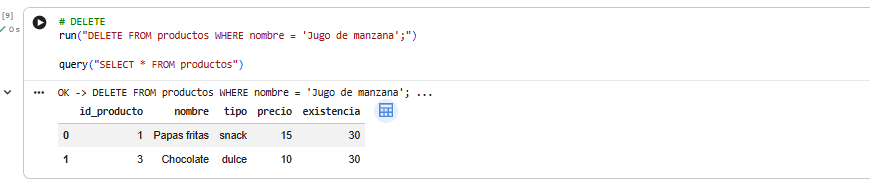 [9]
0 s
# DELETE
run("DELETE FROM productos WHERE nombre = 'Jugo de manzana';")
query("SELECT * FROM productos")
OK -> DELETE FROM productos WHERE nombre = 'Jugo de manzana'; ...
id_producto nombre tipo precio existencia
0 1 Papas fritas snack 15 30
1 3 Chocolate dulce 10 30